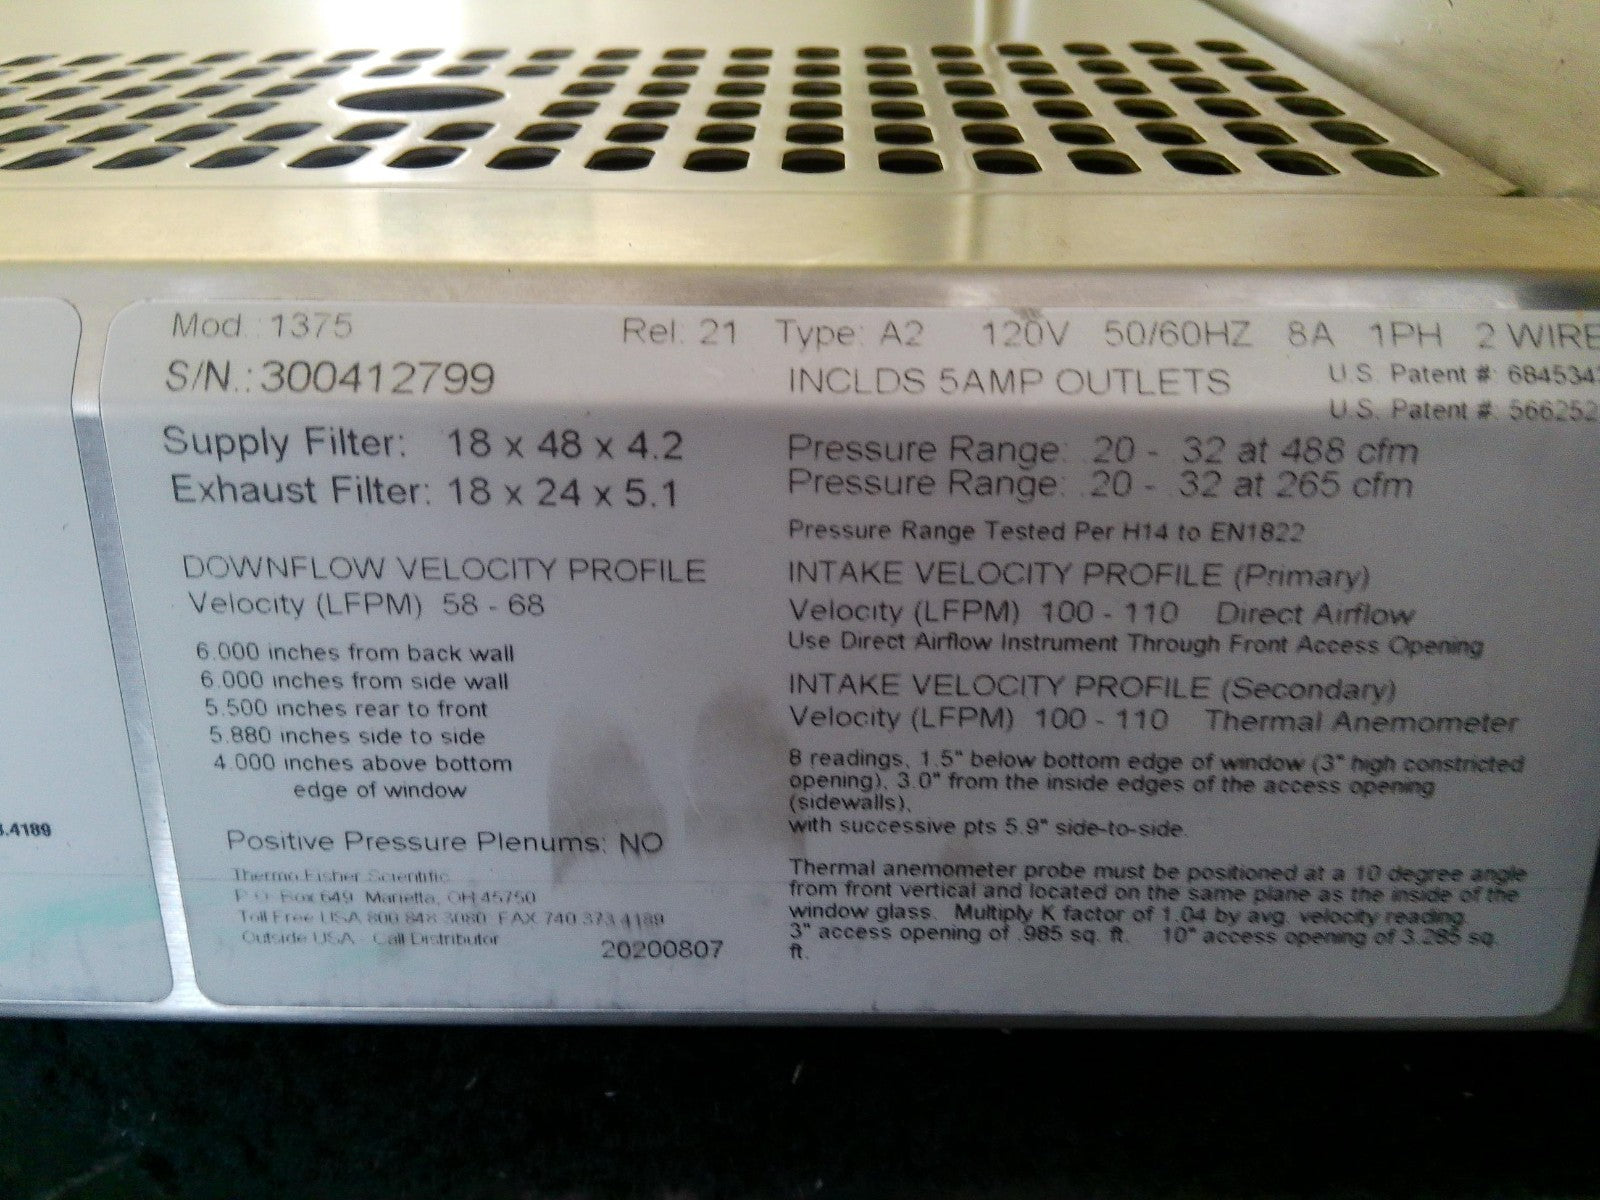 Mod.: 1375 Rel. 21 Type: A2 120V 50/60HZ 8A 1PH 2 WIRE
S/N.: 300412799 INCLDS 5AMP OUTLETS U.S. Patent #: 684534
U.S. Patent #: 566252
Supply Filter: 18 x 48 x 4.2 Pressure Range: .20 - .32 at 488 cfm
Exhaust Filter: 18 x 24 x 5.1 Pressure Range: .20 - .32 at 265 cfm
Pressure Range Tested Per H14 to EN1822
DOWNFLOW VELOCITY PROFILE
Velocity (LFPM) 58 - 68
6.000 inches from back wall
6.000 inches from side wall
5.500 inches rear to front
5.880 inches side to side
4.000 inches above bottom
edge of window
Positive Pressure Plenums: NO
Thermo Fisher Scientific
P.O. Box 649, Marietta, OH 45750
Toll Free USA 800.848.3080 FAX 740.373.4189
Outside USA - Call Distributor
20200807
INTAKE VELOCITY PROFILE (Primary)
Velocity (LFPM) 100 - 110 Direct Airflow
Use Direct Airflow Instrument Through Front Access Opening
INTAKE VELOCITY PROFILE (Secondary)
Velocity (LFPM) 100 - 110 Thermal Anemometer
8 readings, 1.5" below bottom edge of window (3" high constricted
opening), 3.0" from the inside edges of the access opening
(sidewalls),
with successive pts 5.9" side-to-side.
Thermal anemometer probe must be positioned at a 10 degree angle
from front vertical and located on the same plane as the inside of the
window glass. Multiply K factor of 1.04 by avg. velocity reading.
3" access opening of .985 sq. ft. 10" access opening of 3.285 sq.
ft.
.4189